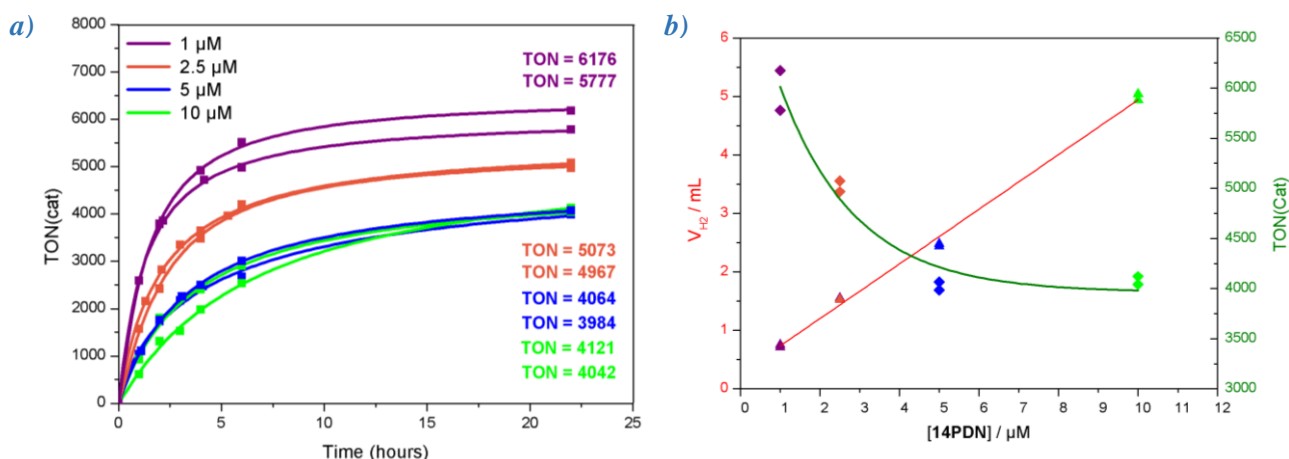 a)
8000
7000
6000
5000
4000
3000
2000
1000
0
TON(cat)
1 µM
2.5 µM
5 µM
10 µM
TON = 6176
TON = 5777
TON = 5073
TON = 4967
TON = 4064
TON = 3984
TON = 4121
TON = 4042
0 5 10 15 20 25
Time (hours)
b)
6
5
4
3
2
1
0
V_H2 / mL
6500
6000
5500
5000
4500
4000
3500
3000
TON(Cat)
0 1 2 3 4 5 6 7 8 9 10 11 12
[14PDN] / µM